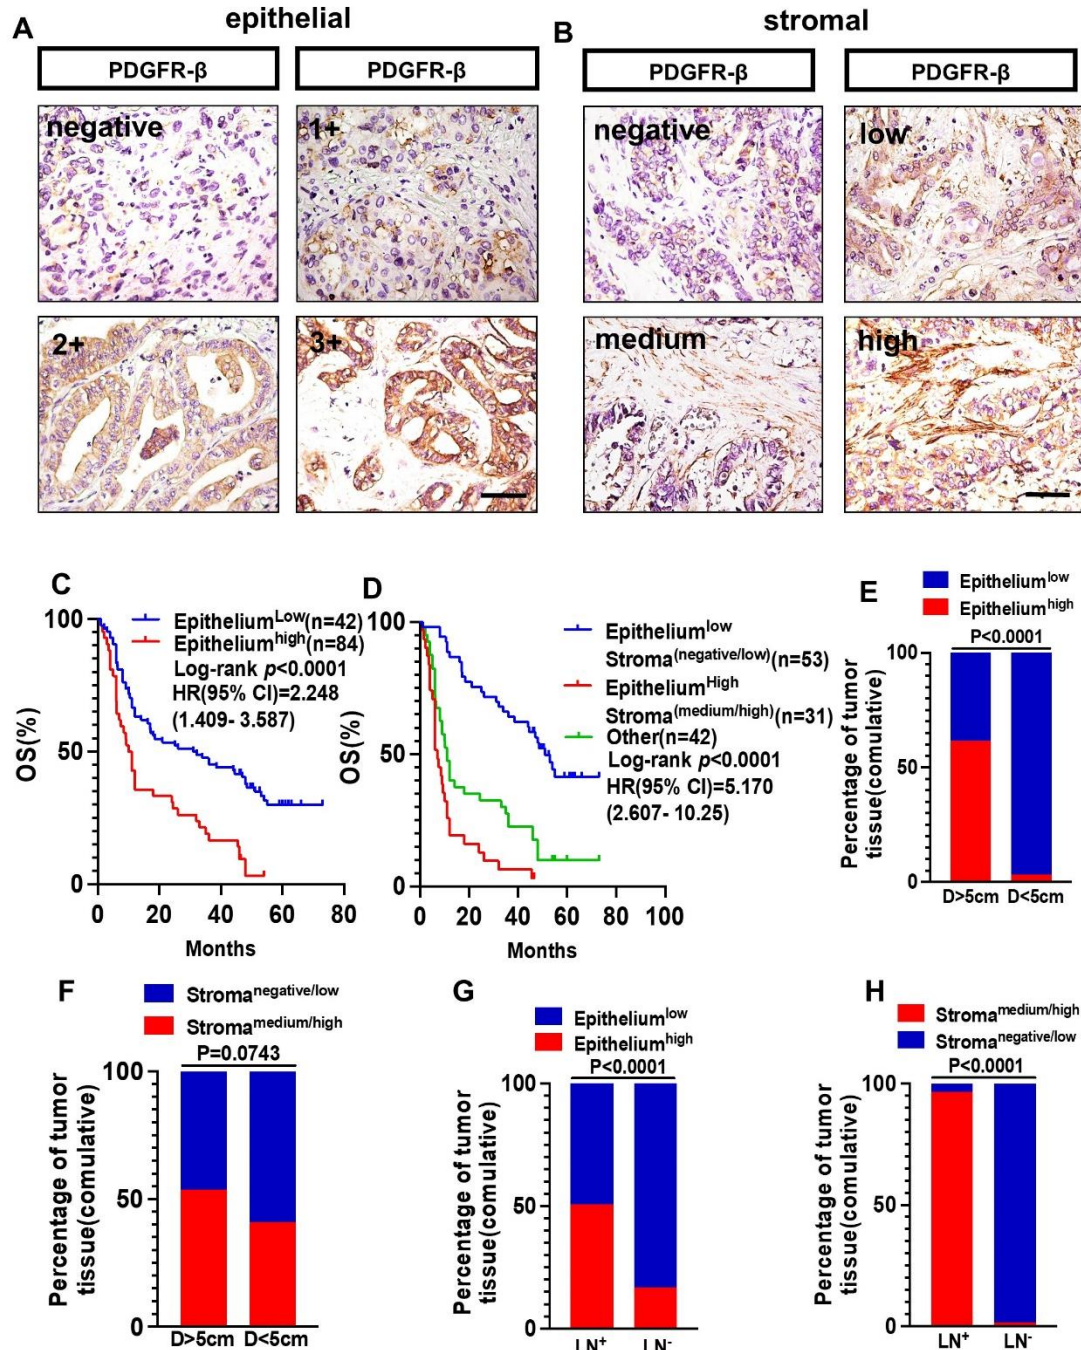 A
epithelial
PDGFR-β
PDGFR-β
negative
1+
2+
3+
B
stromal
PDGFR-β
PDGFR-β
negative
low
medium
high
C
Epithelium^Low(n=42)
Epithelium^high(n=84)
Log-rank p<0.0001
HR(95% CI)=2.248
(1.409- 3.587)
OS(%)
100
50
0
0 20 40 60 80
Months
D
Epithelium^low
Stroma^(negative/low)(n=53)
Epithelium^High
Stroma^(medium/high)(n=31)
Other(n=42)
Log-rank p<0.0001
HR(95% CI)=5.170
(2.607- 10.25)
OS(%)
100
50
0
0 20 40 60 80 100
Months
E
Epithelium^low
Epithelium^high
P<0.0001
Percentage of tumor
tissue(comulative)
100
50
0
D>5cm D<5cm
F
Stroma^negative/low
Stroma^medium/high
P=0.0743
Percentage of tumor
tissue(comulative)
100
50
0
D>5cm D<5cm
G
Epithelium^low
Epithelium^high
P<0.0001
Percentage of tumor
tissue(comulative)
100
50
0
LN+ LN-
H
Stroma^medium/high
Stroma^negative/low
P<0.0001
Percentage of tumor
tissue(comulative)
100
50
0
LN+ LN-